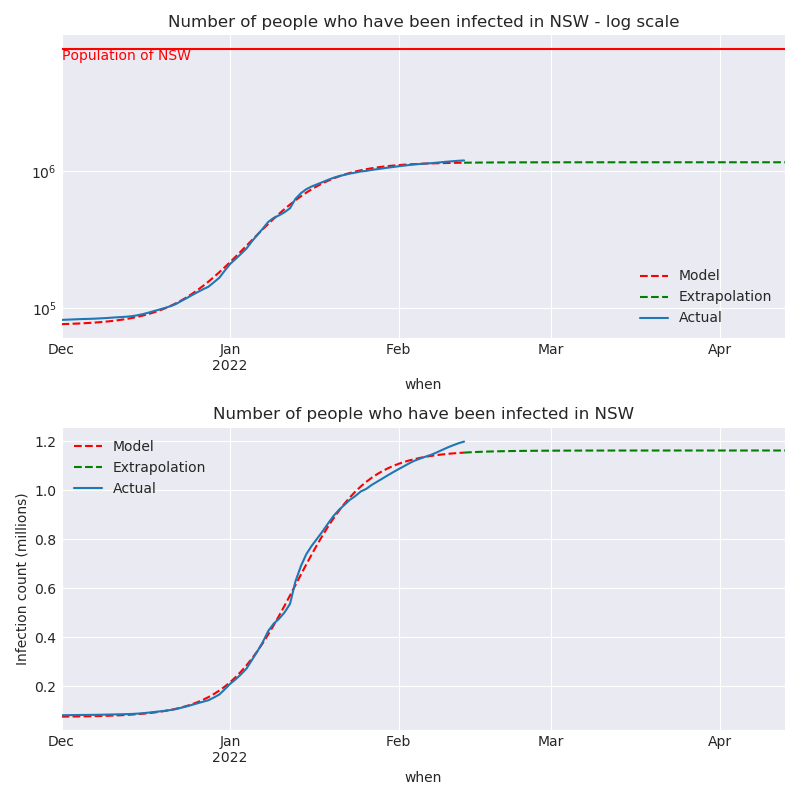 Number of people who have been infected in NSW - log scale
Population of NSW
10^6
10^5
Model
Extrapolation
Actual
Dec Jan Feb Mar Apr
2022
when
Number of people who have been infected in NSW
Infection count (millions)
1.2
1.0
0.8
0.6
0.4
0.2
Model
Extrapolation
Actual
Dec Jan Feb Mar Apr
2022
when